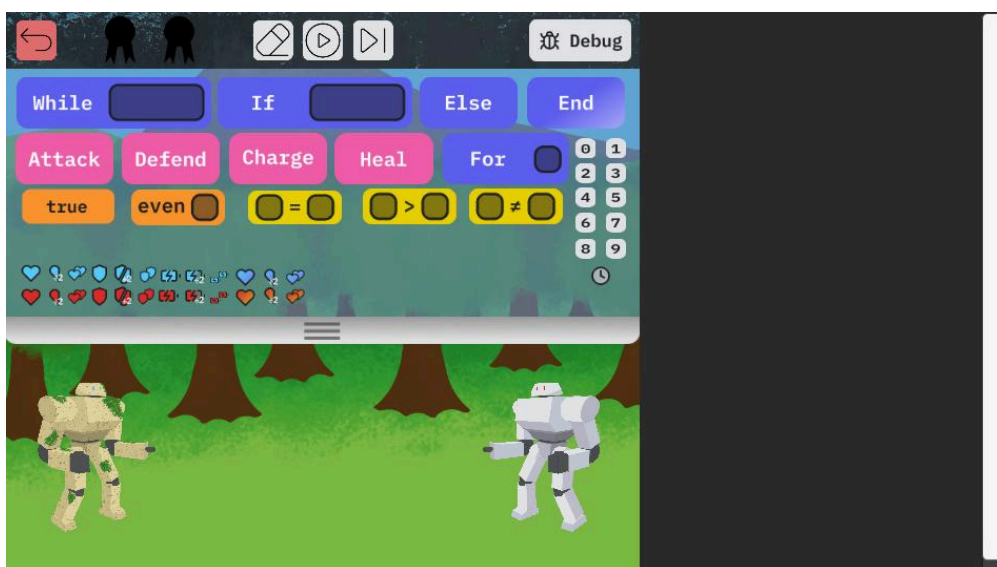 Debug
While If Else End
Attack Defend Charge Heal For
0 1
2 3
true even = > ≠
4 5
6 7
8 9